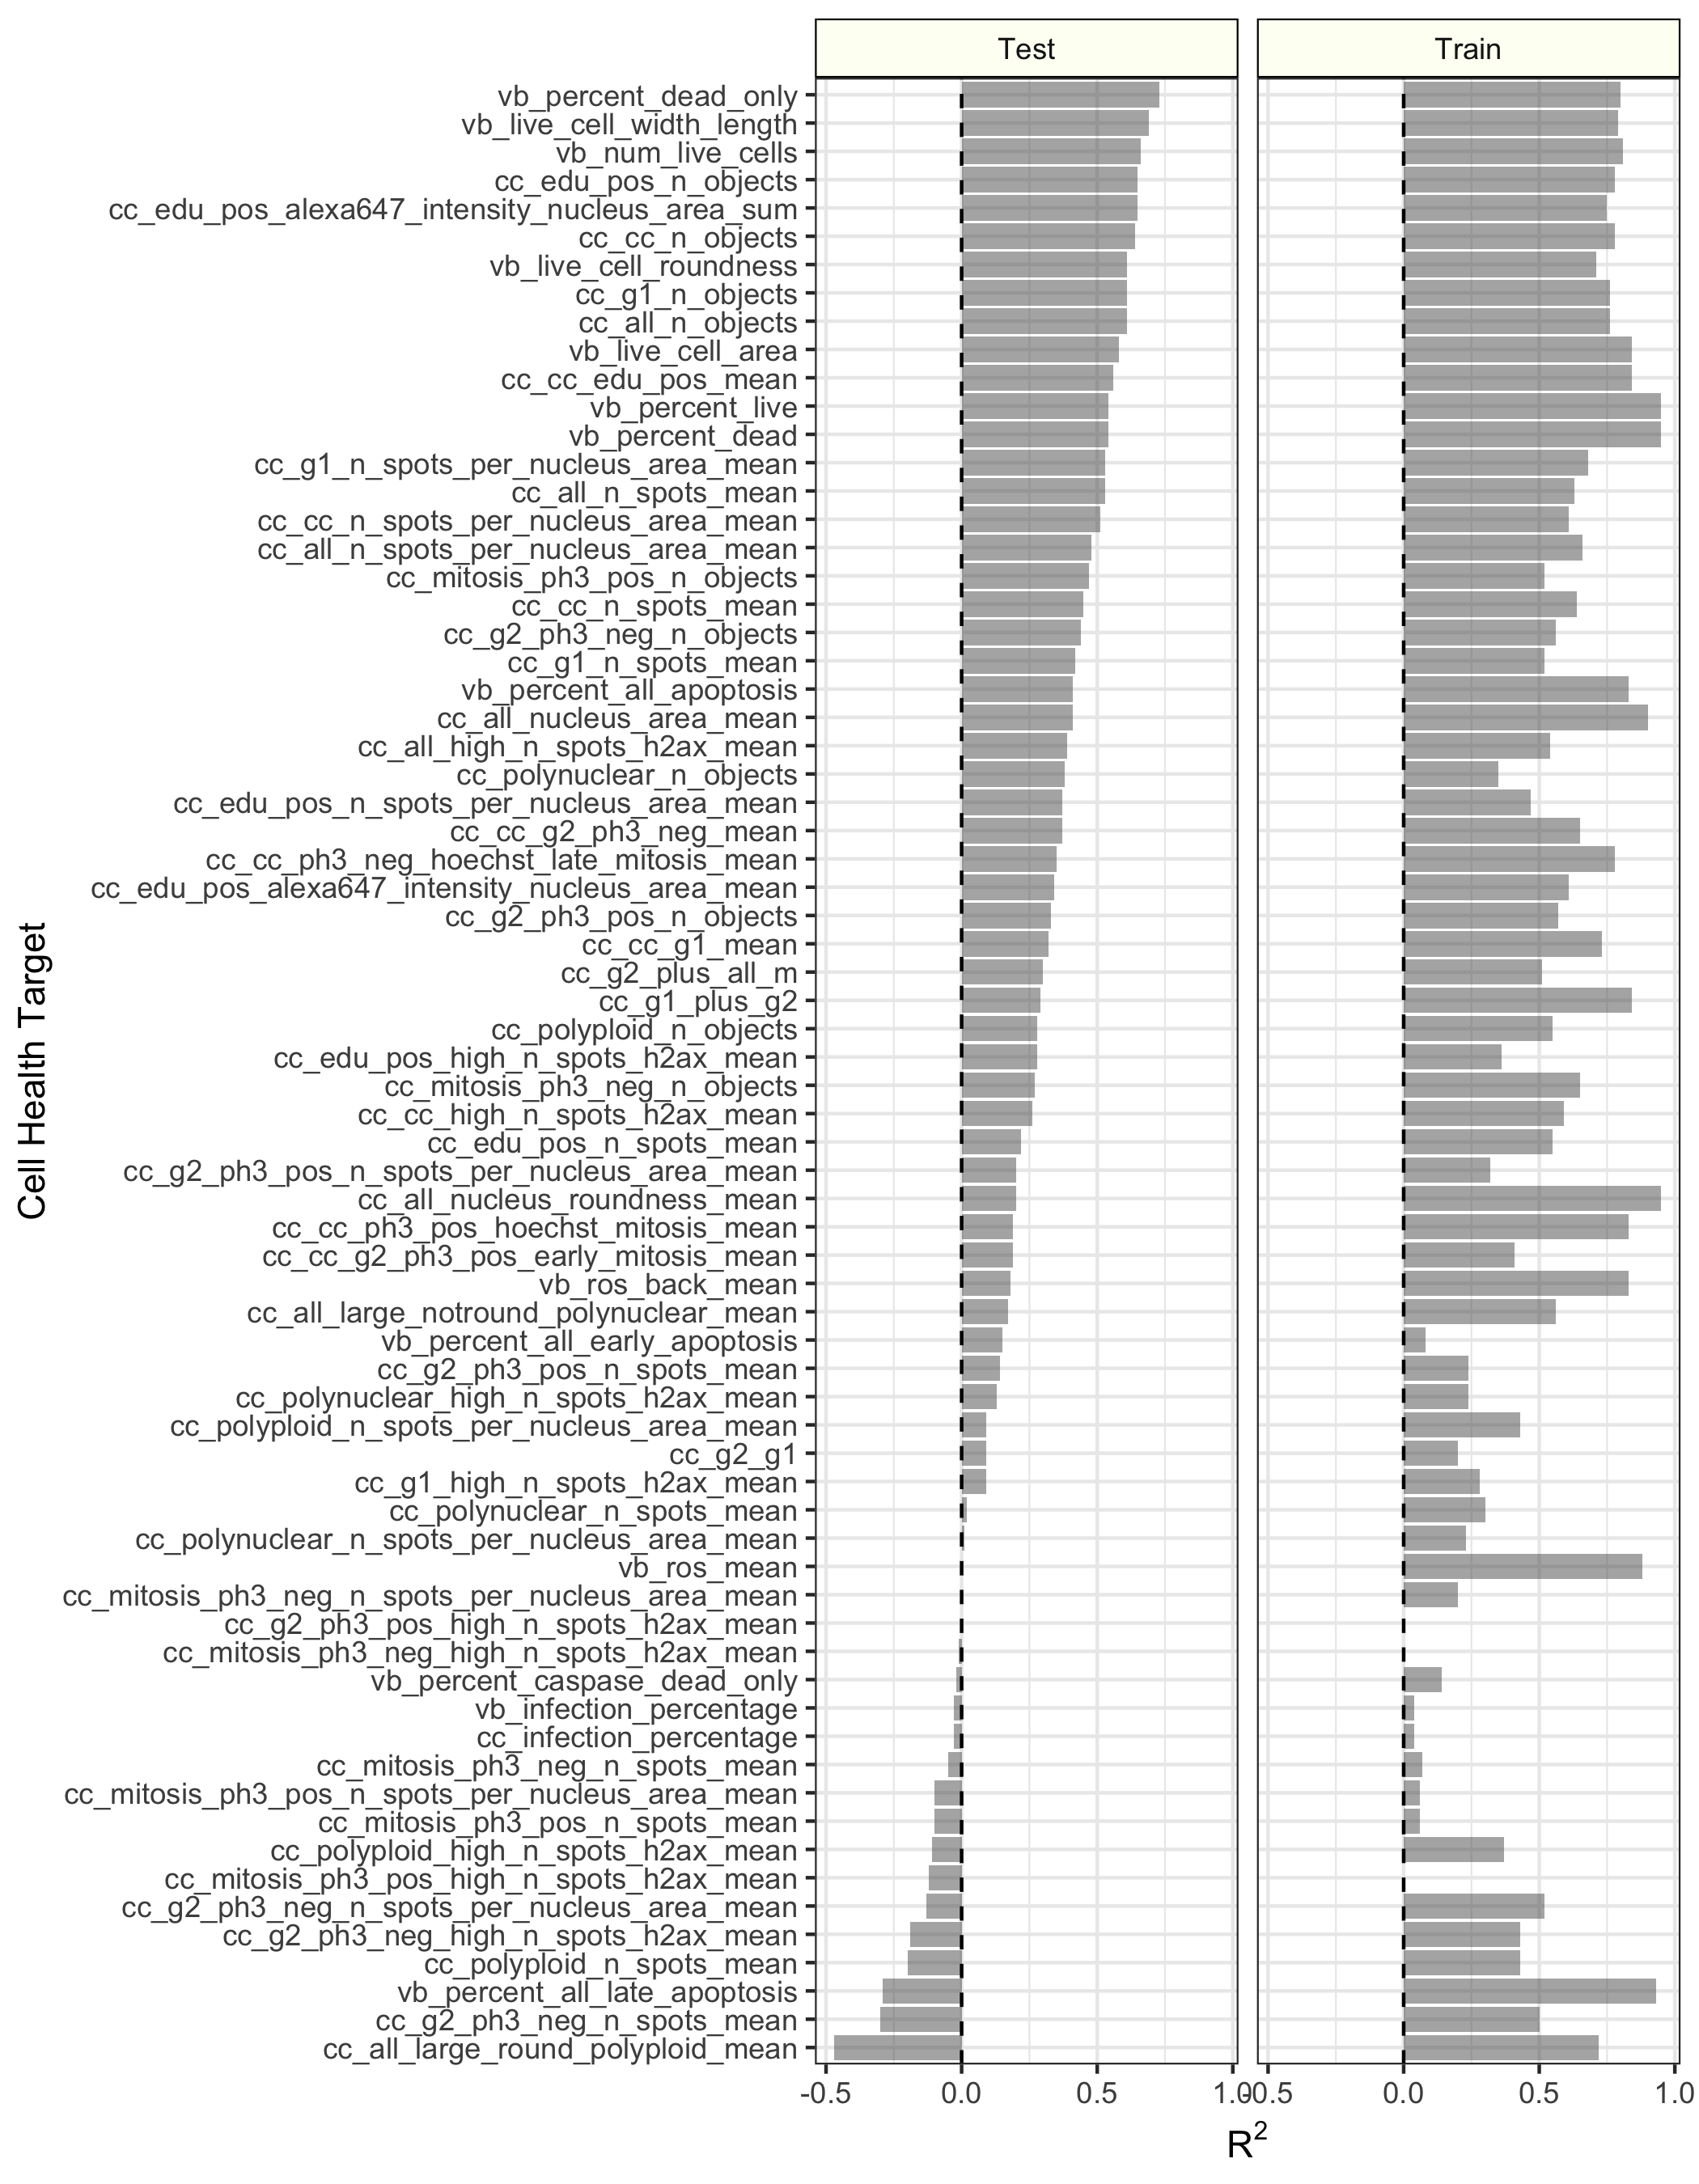 Test
Train
vb_percent_dead_only
vb_live_cell_width_length
vb_num_live_cells
cc_edu_pos_n_objects
cc_edu_pos_alexa647_intensity_nucleus_area_sum
cc_cc_n_objects
vb_live_cell_roundness
cc_g1_n_objects
cc_all_n_objects
vb_live_cell_area
cc_cc_edu_pos_mean
vb_percent_live
vb_percent_dead
cc_g1_n_spots_per_nucleus_area_mean
cc_all_n_spots_mean
cc_cc_n_spots_per_nucleus_area_mean
cc_all_n_spots_per_nucleus_area_mean
cc_mitosis_ph3_pos_n_objects
cc_cc_n_spots_mean
cc_g2_ph3_neg_n_objects
cc_g1_n_spots_mean
vb_percent_all_apoptosis
cc_all_nucleus_area_mean
cc_all_high_n_spots_h2ax_mean
cc_polynuclear_n_objects
cc_edu_pos_n_spots_per_nucleus_area_mean
cc_cc_g2_ph3_neg_mean
cc_cc_ph3_neg_hoechst_late_mitosis_mean
cc_edu_pos_alexa647_intensity_nucleus_area_mean
cc_g2_ph3_pos_n_objects
cc_cc_g1_mean
cc_g2_plus_all_m
cc_g1_plus_g2
cc_polyploid_n_objects
cc_edu_pos_high_n_spots_h2ax_mean
cc_mitosis_ph3_neg_n_objects
cc_cc_high_n_spots_h2ax_mean
cc_edu_pos_n_spots_mean
cc_g2_ph3_pos_n_spots_per_nucleus_area_mean
cc_all_nucleus_roundness_mean
cc_cc_ph3_pos_hoechst_mitosis_mean
cc_cc_g2_ph3_pos_early_mitosis_mean
vb_ros_back_mean
cc_all_large_notround_polynuclear_mean
vb_percent_all_early_apoptosis
cc_g2_ph3_pos_n_spots_mean
cc_polynuclear_high_n_spots_h2ax_mean
cc_polyploid_n_spots_per_nucleus_area_mean
cc_g2_g1
cc_g1_high_n_spots_h2ax_mean
cc_polynuclear_n_spots_mean
cc_polynuclear_n_spots_per_nucleus_area_mean
vb_ros_mean
cc_mitosis_ph3_neg_n_spots_per_nucleus_area_mean
cc_g2_ph3_pos_high_n_spots_h2ax_mean
cc_mitosis_ph3_neg_high_n_spots_h2ax_mean
vb_percent_caspase_dead_only
vb_infection_percentage
cc_infection_percentage
cc_mitosis_ph3_neg_n_spots_mean
cc_mitosis_ph3_pos_n_spots_per_nucleus_area_mean
cc_mitosis_ph3_pos_n_spots_mean
cc_polyploid_high_n_spots_h2ax_mean
cc_mitosis_ph3_pos_high_n_spots_h2ax_mean
cc_g2_ph3_neg_n_spots_per_nucleus_area_mean
cc_g2_ph3_neg_high_n_spots_h2ax_mean
cc_polyploid_n_spots_mean
vb_percent_all_late_apoptosis
cc_g2_ph3_neg_n_spots_mean
cc_all_large_round_polyploid_mean
Cell Health Target
-0.5 0.0 0.5 1.0
-0.5 0.0 0.5 1.0
R²